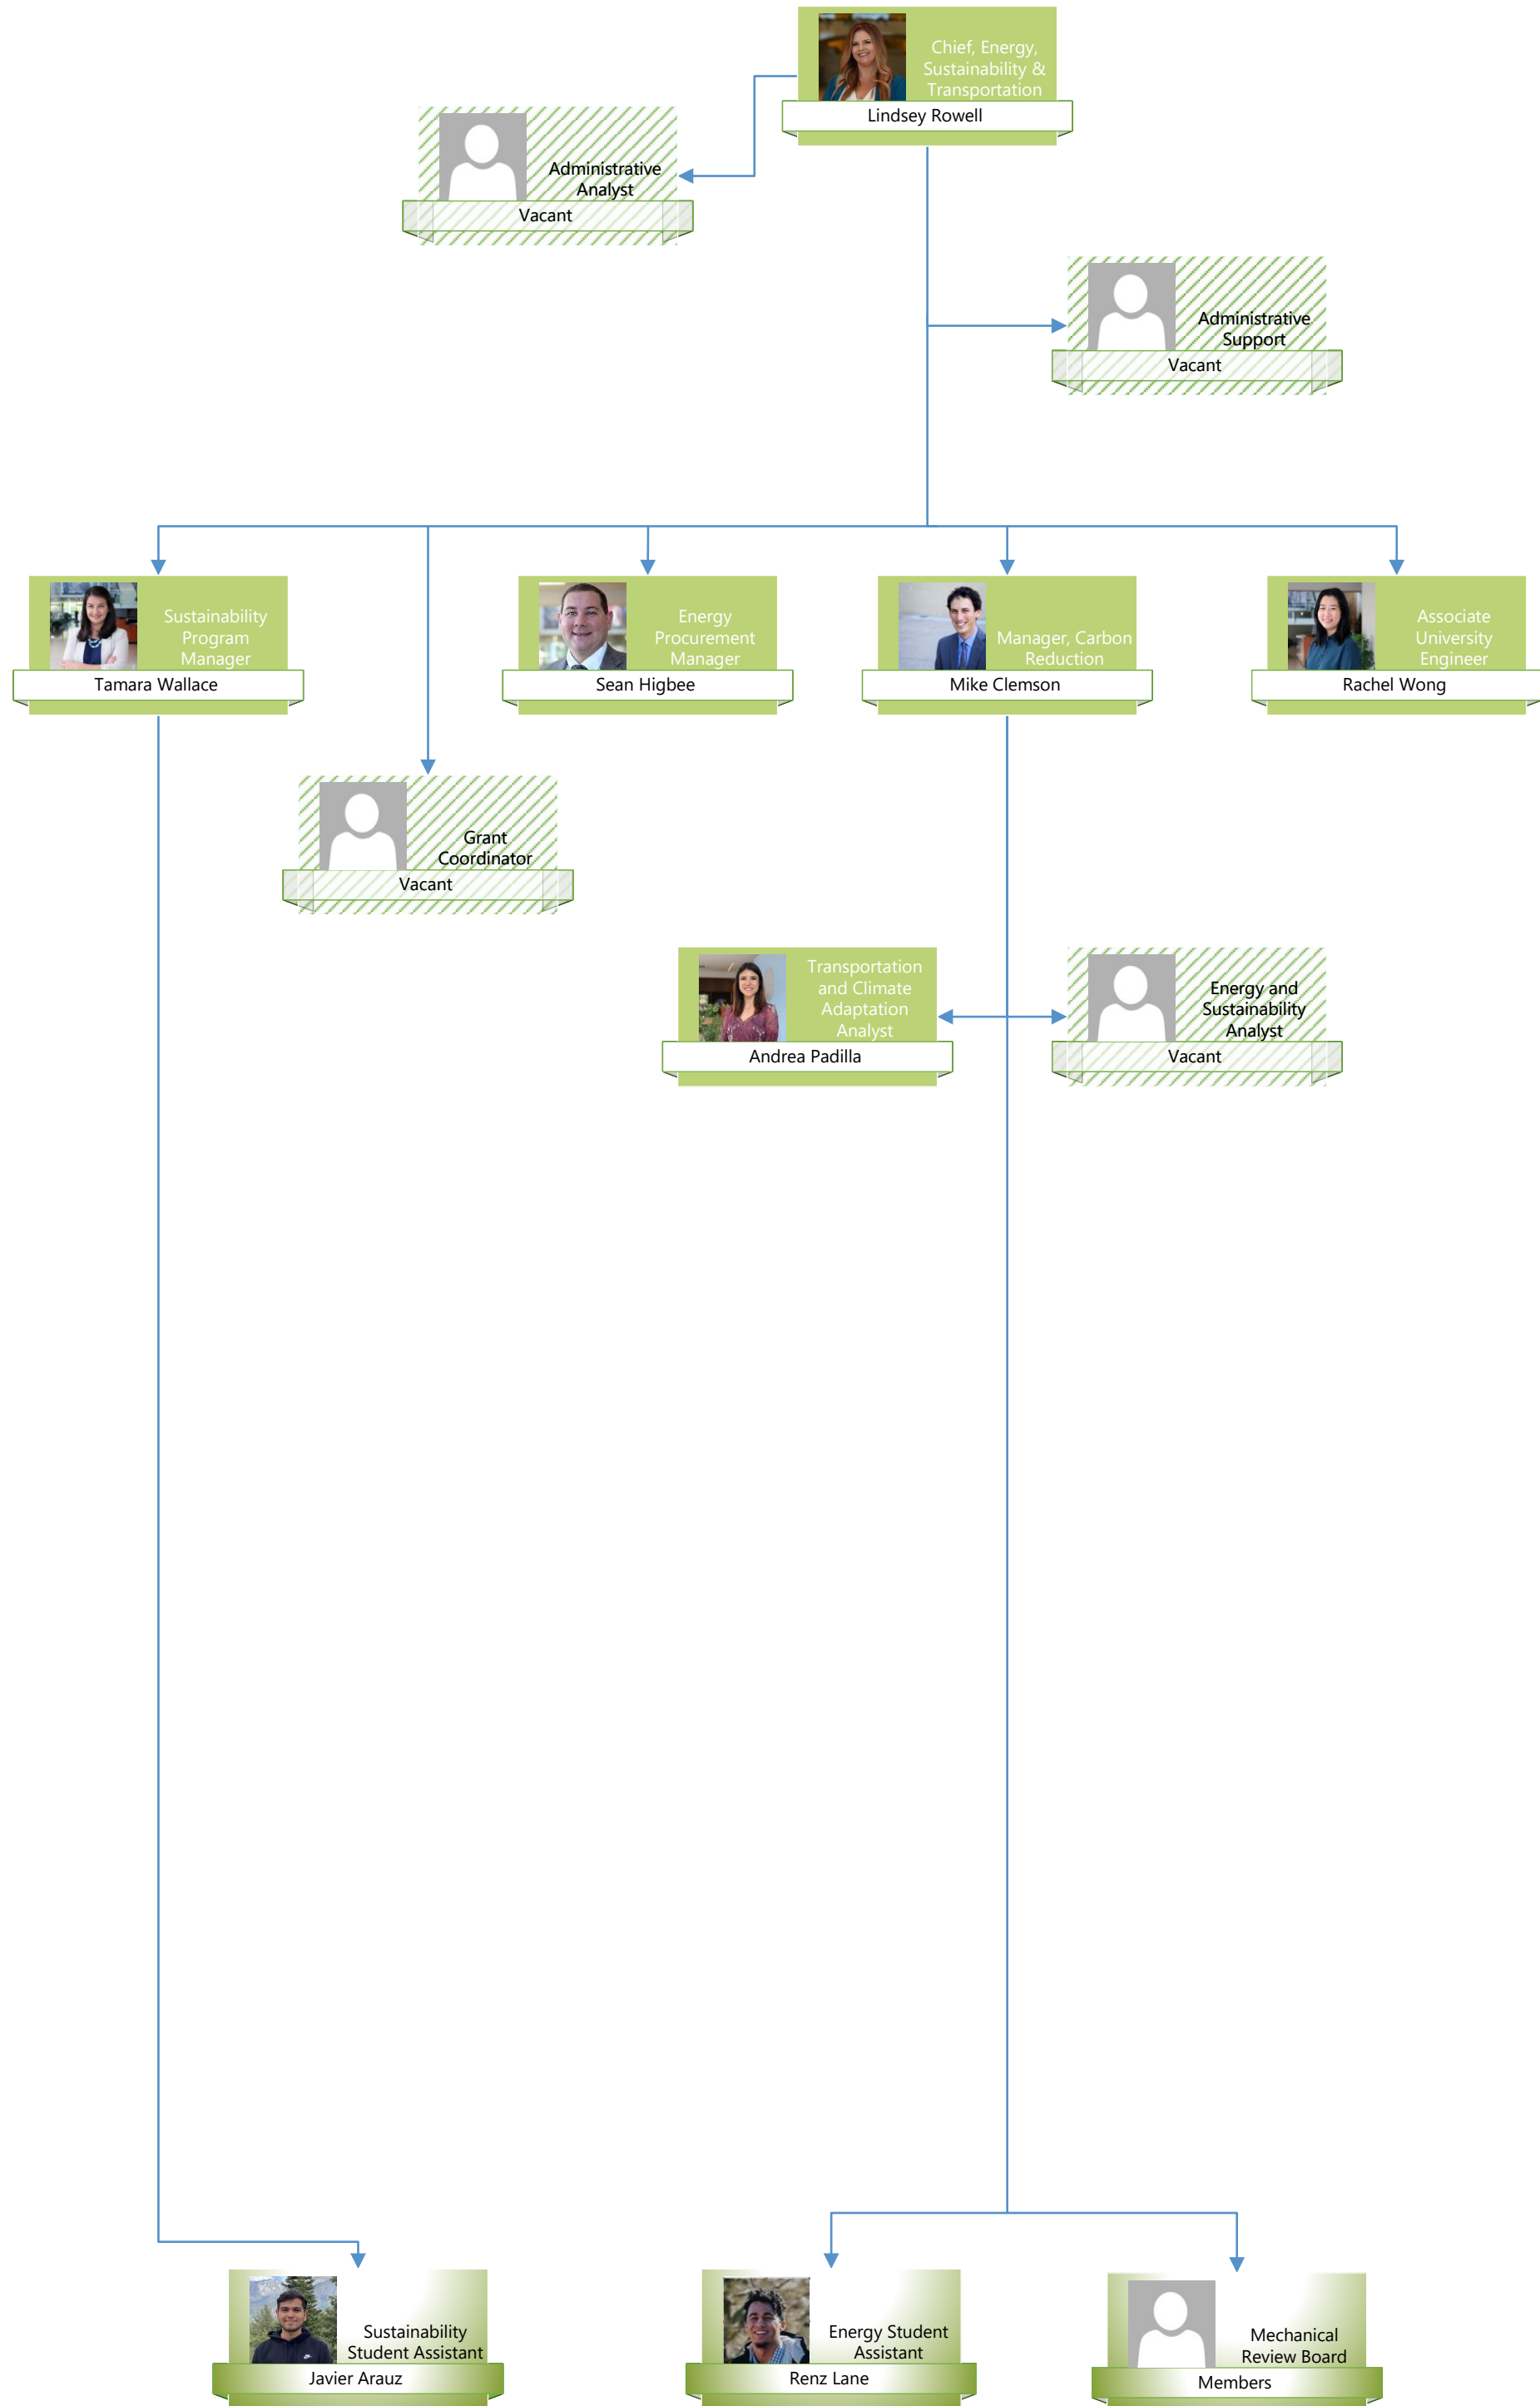 Chief, Energy,
Sustainability &
Transportation
Lindsey Rowell
Administrative
Analyst
Vacant
Administrative
Support
Vacant
Sustainability
Program
Manager
Tamara Wallace
Energy
Procurement
Manager
Sean Higbee
Manager, Carbon
Reduction
Mike Clemson
Associate
University
Engineer
Rachel Wong
Grant
Coordinator
Vacant
Transportation
and Climate
Adaptation
Analyst
Andrea Padilla
Energy and
Sustainability
Analyst
Vacant
Sustainability
Student Assistant
Javier Arauz
Energy Student
Assistant
Renz Lane
Mechanical
Review Board
Members